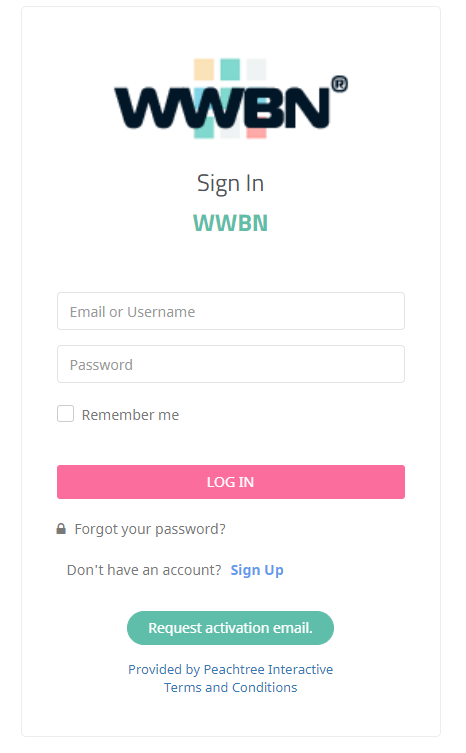 WWBN®
Sign In
WWBN
Email or Username
Password
Remember me
LOG IN
Forgot your password?
Don't have an account? Sign Up
Request activation email.
Provided by Peachtree Interactive
Terms and Conditions